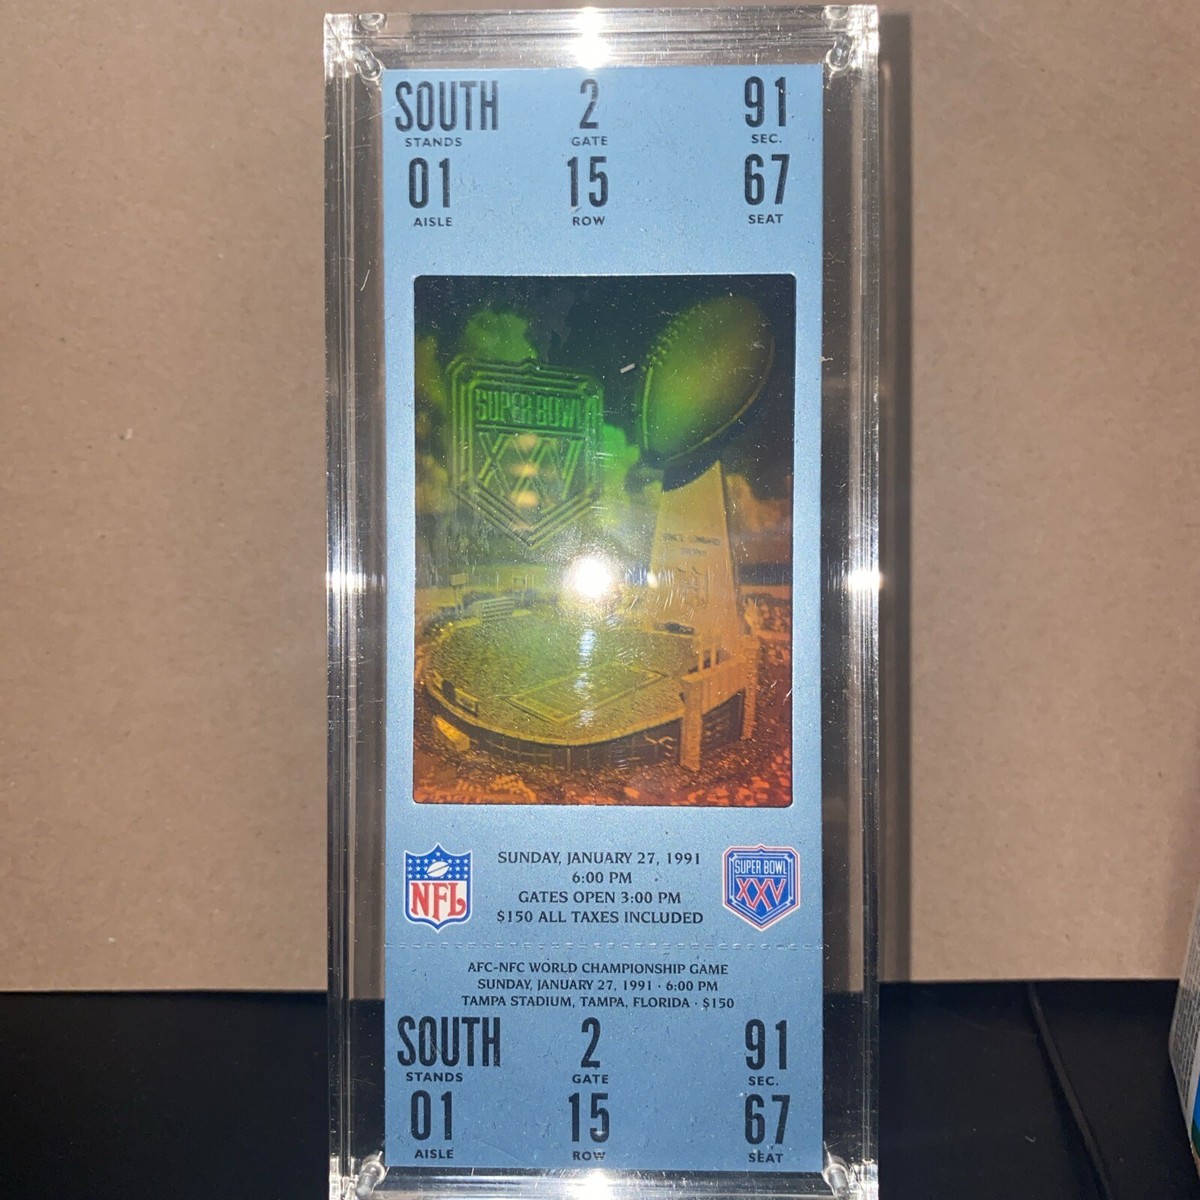 SOUTH 2 91
STANDS GATE SEC.
01 15 67
AISLE ROW SEAT
SUPER BOWL
XXV
VINCE LOMBARDI
TROPHY
SUNDAY, JANUARY 27, 1991
6:00 PM
GATES OPEN 3:00 PM
$150 ALL TAXES INCLUDED
NFL
SUPER BOWL
XXV
AFC-NFC WORLD CHAMPIONSHIP GAME
SUNDAY, JANUARY 27, 1991 · 6:00 PM
TAMPA STADIUM, TAMPA, FLORIDA · $150
SOUTH 2 91
STANDS GATE SEC.
01 15 67
AISLE ROW SEAT